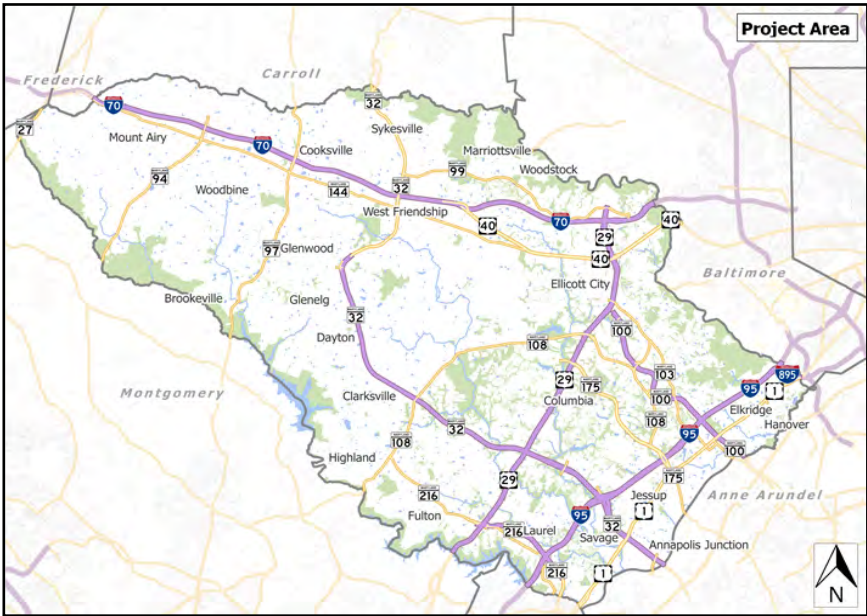 Project Area
Carroll
Frederick
70
32
27
Mount Airy
Sykesville
70
Cooksville
Marriottsville
94
99
Woodstock
Woodbine
144
32
West Friendship
40
70
40
29
97
Glenwood
40
Baltimore
Ellicott City
Brookeville
Glenelg
32
100
Dayton
108
103
895
29
175
95
1
Montgomery
Clarksville
Columbia
100
Elkridge
108
Hanover
32
95
108
100
Highland
175
29
216
Jessup
Anne Arundel
Fulton
95
1
216
Laurel
32
Savage
Annapolis Junction
216
1
N